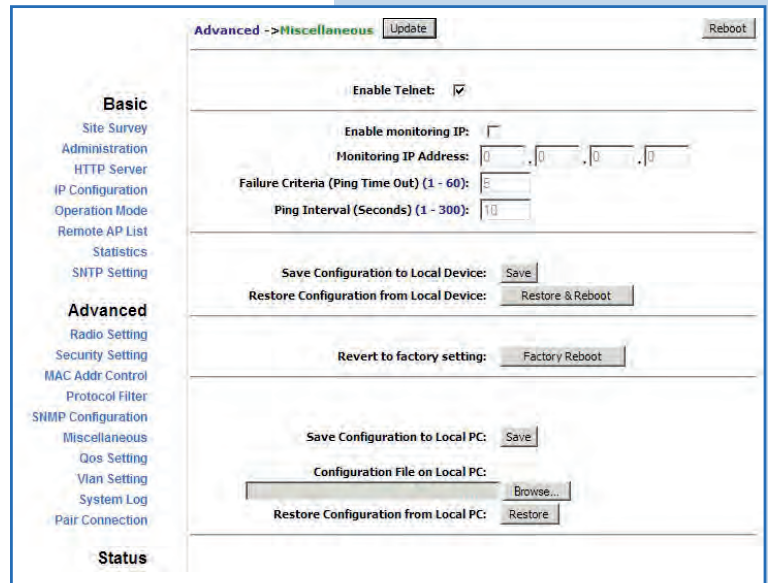 Advanced ->Miscellaneous Update Reboot
Enable Telnet:
Basic
Site Survey
Administration
HTTP Server
IP Configuration
Operation Mode
Remote AP List
Statistics
SNTP Setting
Advanced
Radio Setting
Security Setting
MAC Addr Control
Protocol Filter
SNMP Configuration
Miscellaneous
Qos Setting
Vlan Setting
System Log
Pair Connection
Status
Enable monitoring IP:
Monitoring IP Address: 0 . 0 . 0 . 0
Failure Criteria (Ping Time Out) (1 - 60): 5
Ping Interval (Seconds) (1 - 300): 10
Save Configuration to Local Device: Save
Restore Configuration from Local Device: Restore & Reboot
Revert to factory setting: Factory Reboot
Save Configuration to Local PC: Save
Configuration File on Local PC:
Browse...
Restore Configuration from Local PC: Restore